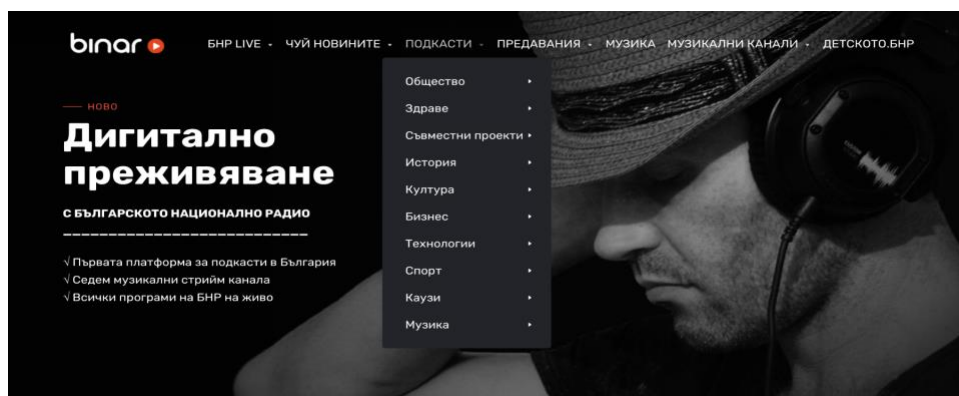 binar
БНР LIVE ЧУЙ НОВИНИТЕ ПОДКАСТИ ПРЕДАВАНИЯ МУЗИКА МУЗИКАЛНИ КАНАЛИ ДЕТСКОТО.БНР
НОВО
Дигитално
преживяване
С БЪЛГАРСКОТО НАЦИОНАЛНО РАДИО
___________________________
√ Първата платформа за подкасти в България
√ Седем музикални стрийм канала
√ Всички програми на БНР на живо
Общество
Здраве
Съвместни проекти
История
Култура
Бизнес
Технологии
Спорт
Каузи
Музика